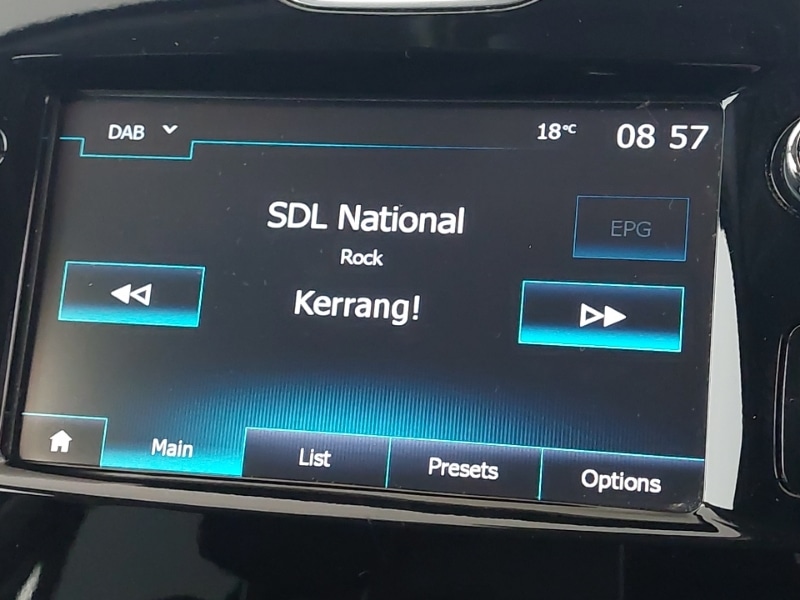 DAB
18°C
08 57
SDL National
EPG
Rock
Kerrang!
Main
List
Presets
Options